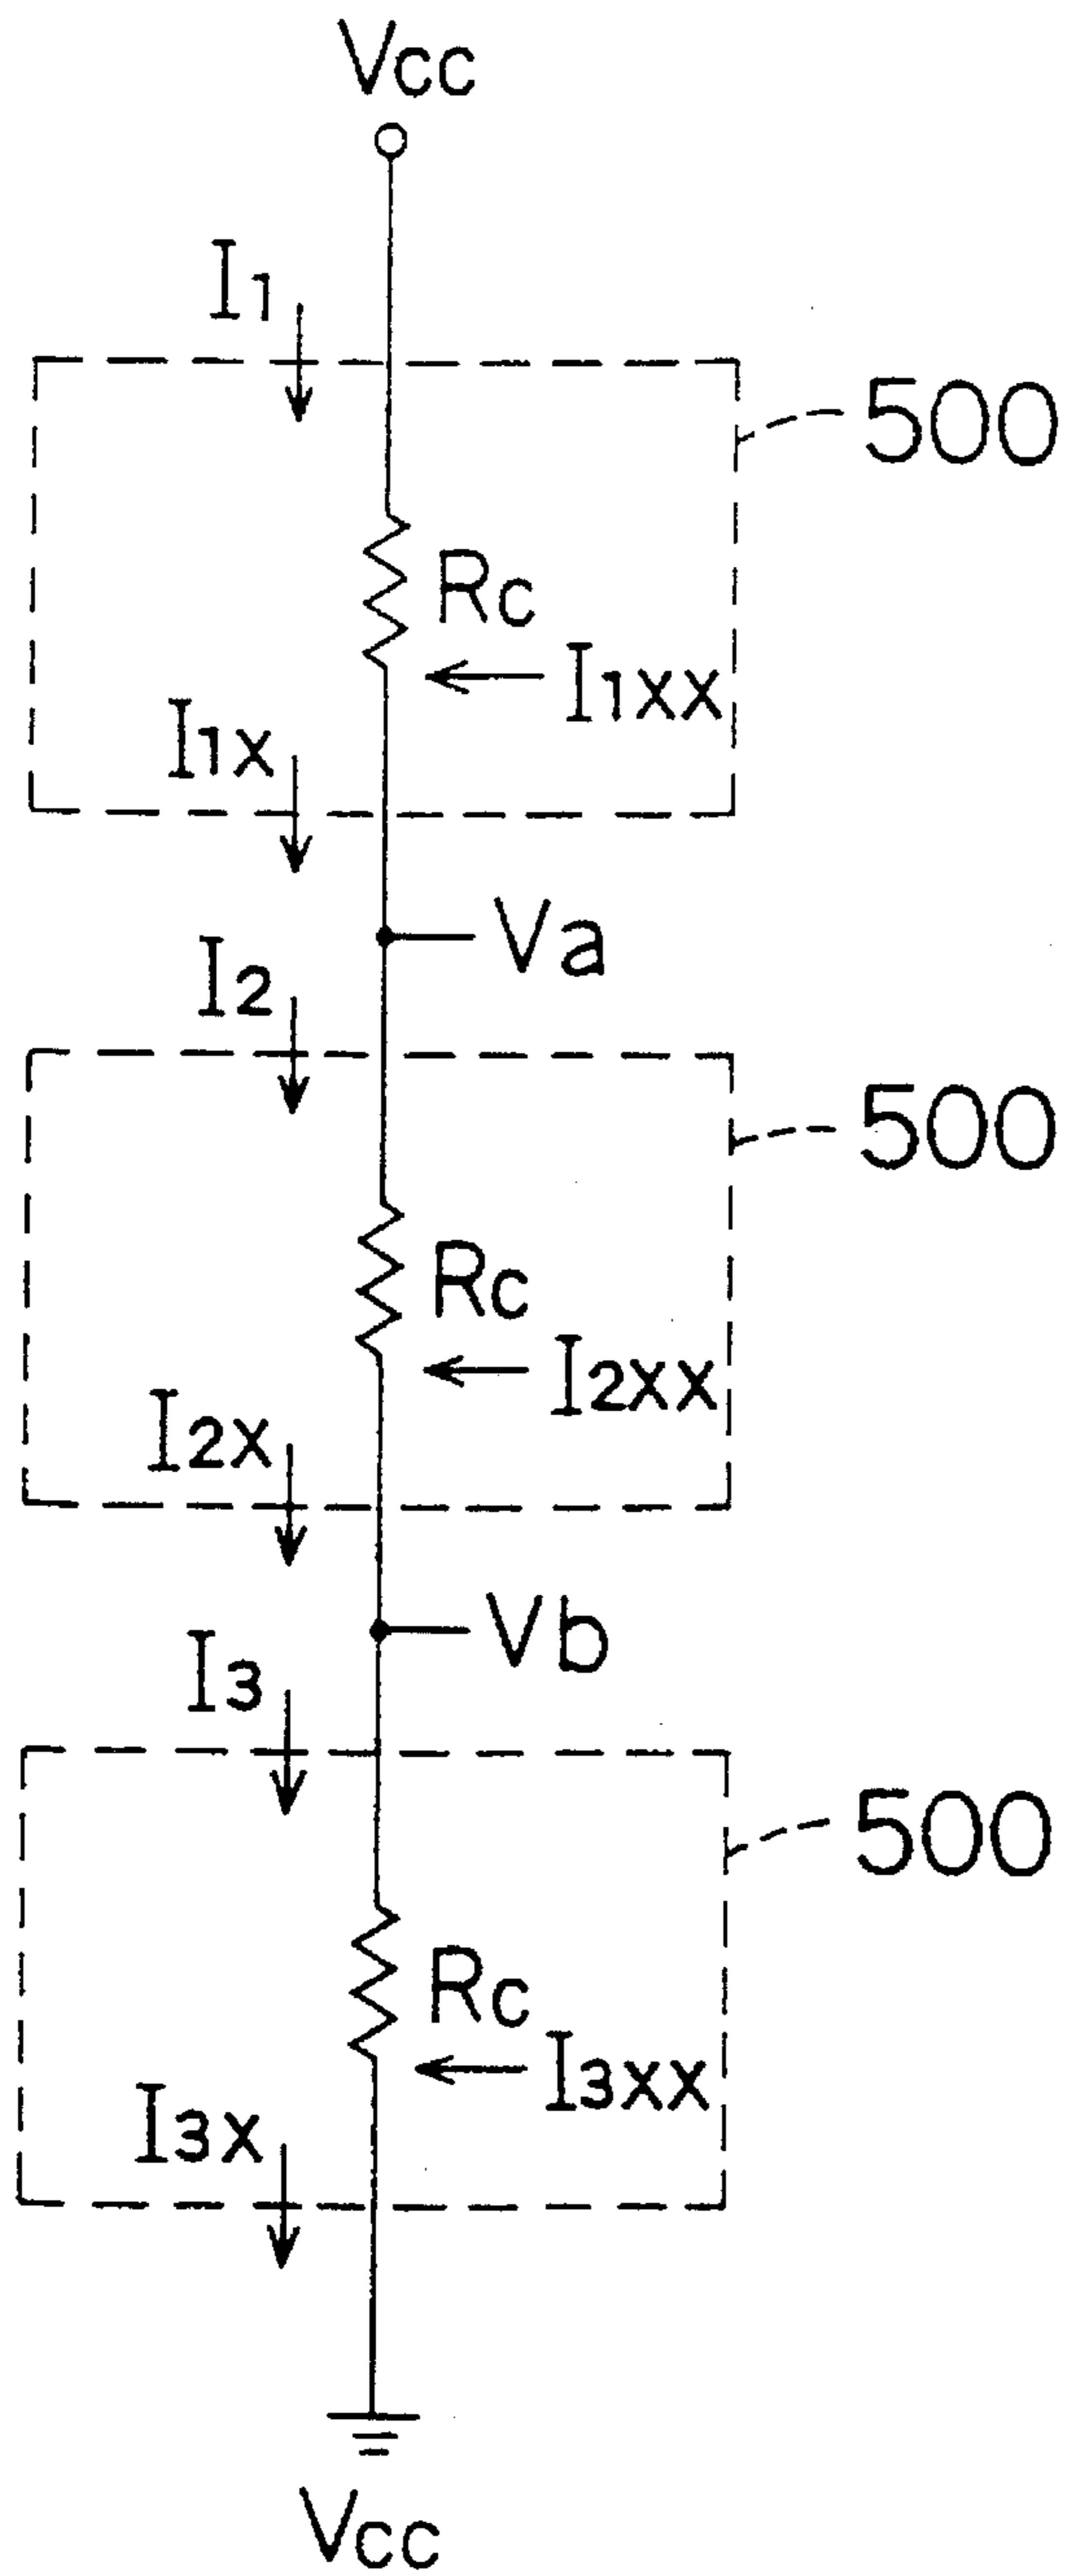 Vcc
I1
500
Rc
I1xx
I1x
Va
I2
500
Rc
I2xx
I2x
Vb
I3
500
Rc
I3xx
I3x
Vcc